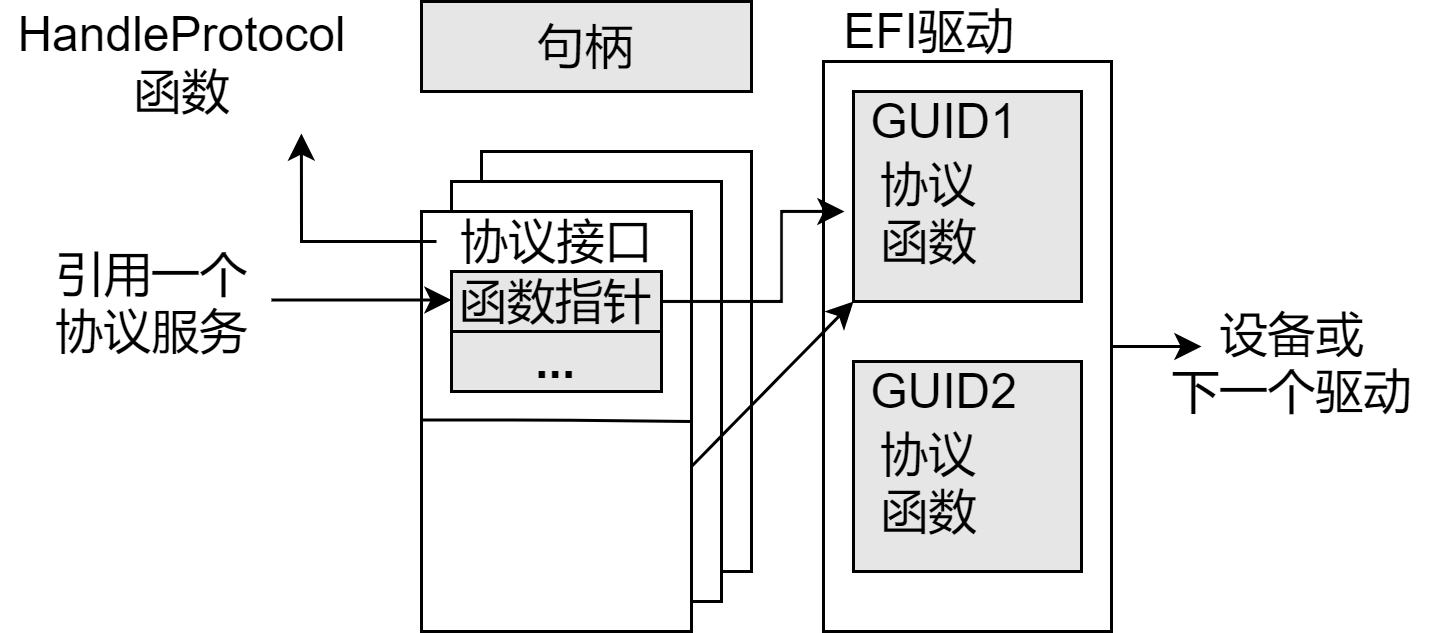 HandleProtocol
函数
句柄
EFI驱动
引用一个
协议服务
协议接口
函数指针
...
GUID1
协议
函数
GUID2
协议
函数
设备或
下一个驱动